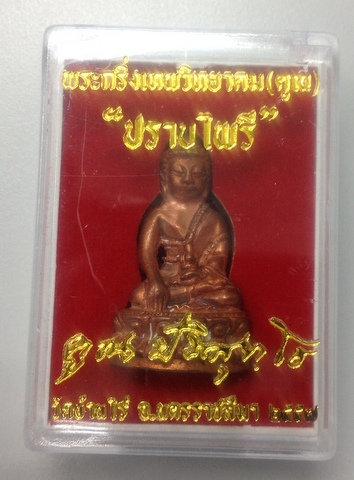 พระกริ่งเทพวิทยาคม(คูณ)
“ปราบไพรี”
วัดบ้านไร่ จ.นครราชสีมา ๒๕๕๗